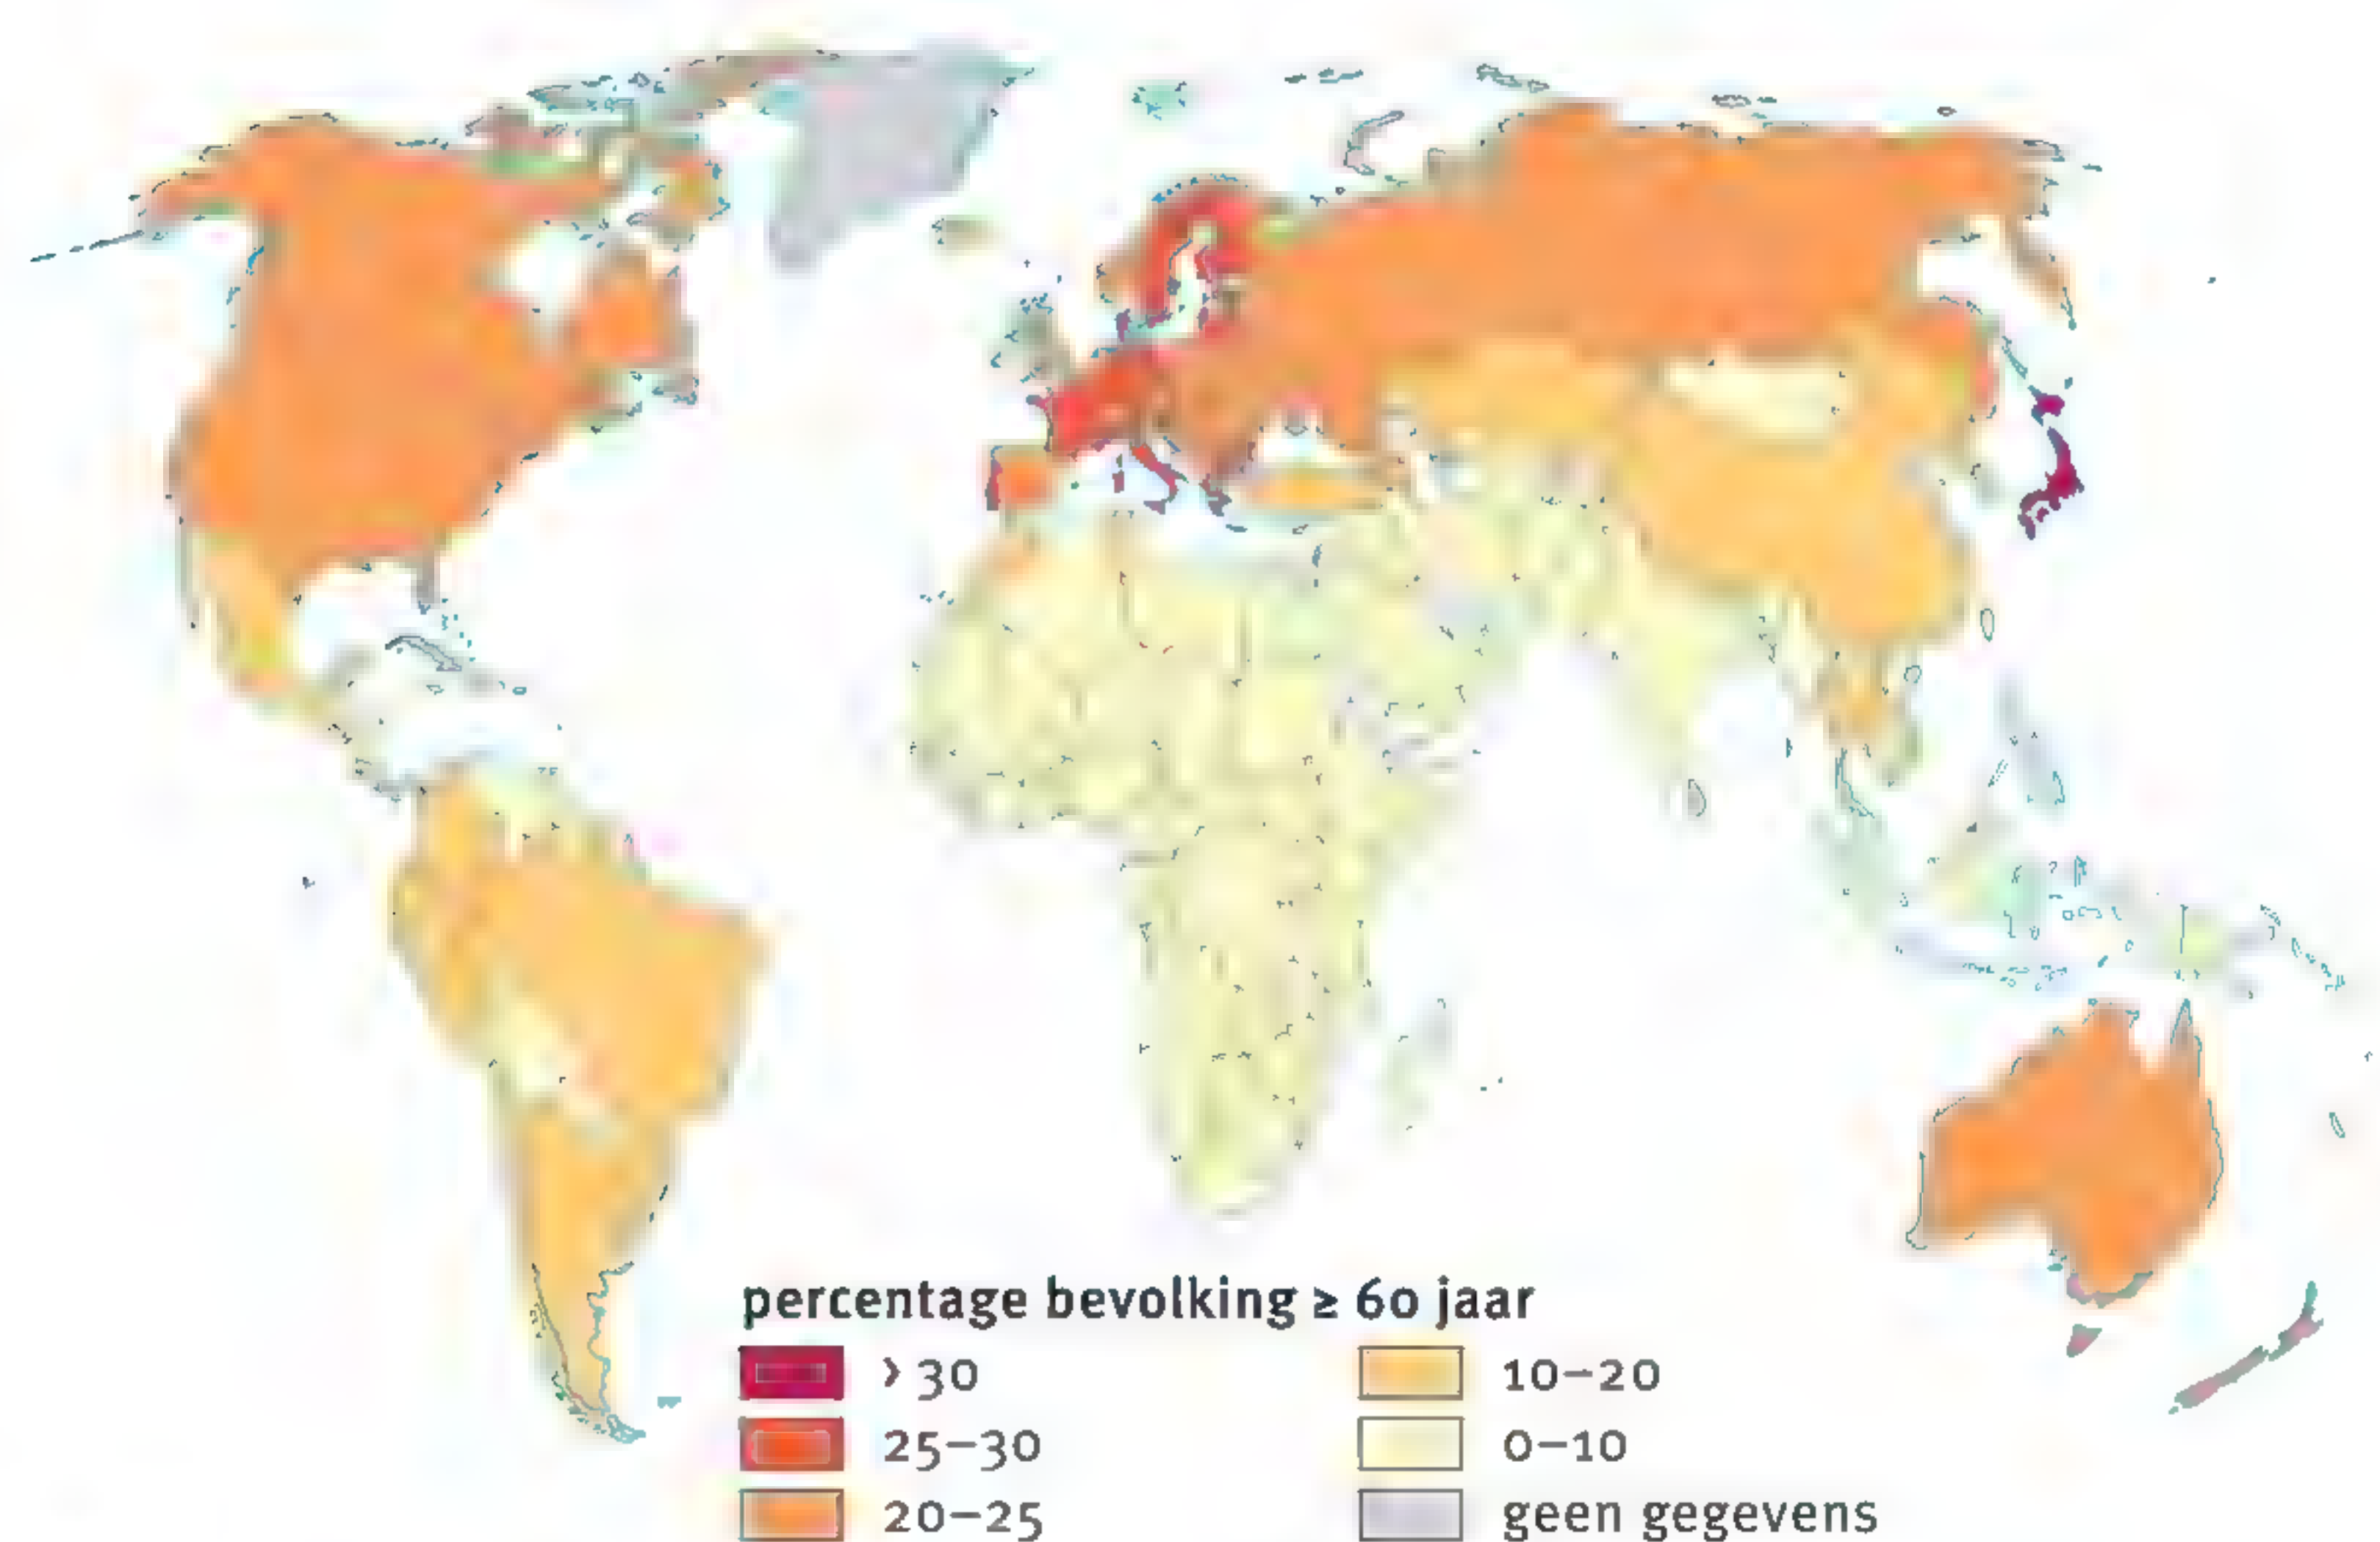 percentage bevolking ≥ 60 jaar
> 30
25–30
20–25
10–20
0–10
geen gegevens